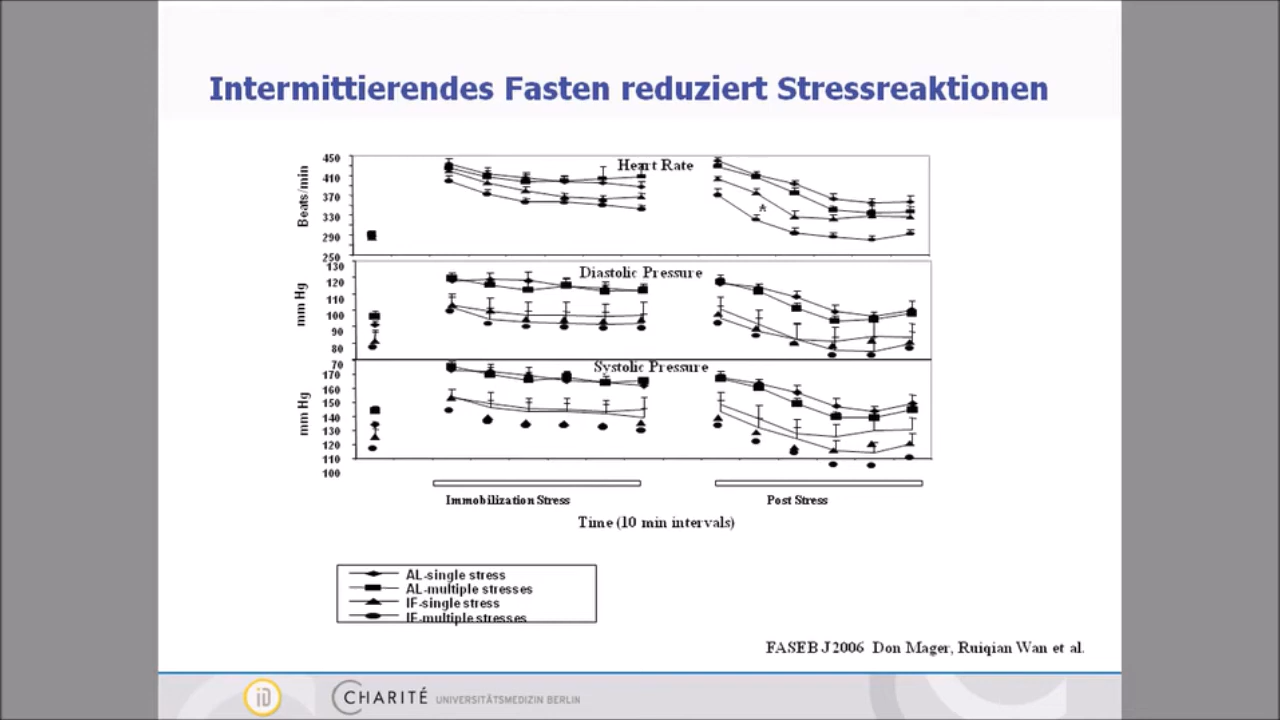 Intermittierendes Fasten reduziert Stressreaktionen
Heart Rate
Beats/min
450
410
370
330
290
250
*
Diastolic Pressure
mm Hg
130
120
110
100
90
80
70
Systolic Pressure
mm Hg
170
160
150
140
130
120
110
100
Immobilization Stress
Post Stress
Time (10 min intervals)
AL-single stress
AL-multiple stresses
IF-single stress
IF-multiple stresses
FASEB J 2006 Don Mager, Ruiqian Wan et al.
iD
CHARITÉ UNIVERSITÄTSMEDIZIN BERLIN